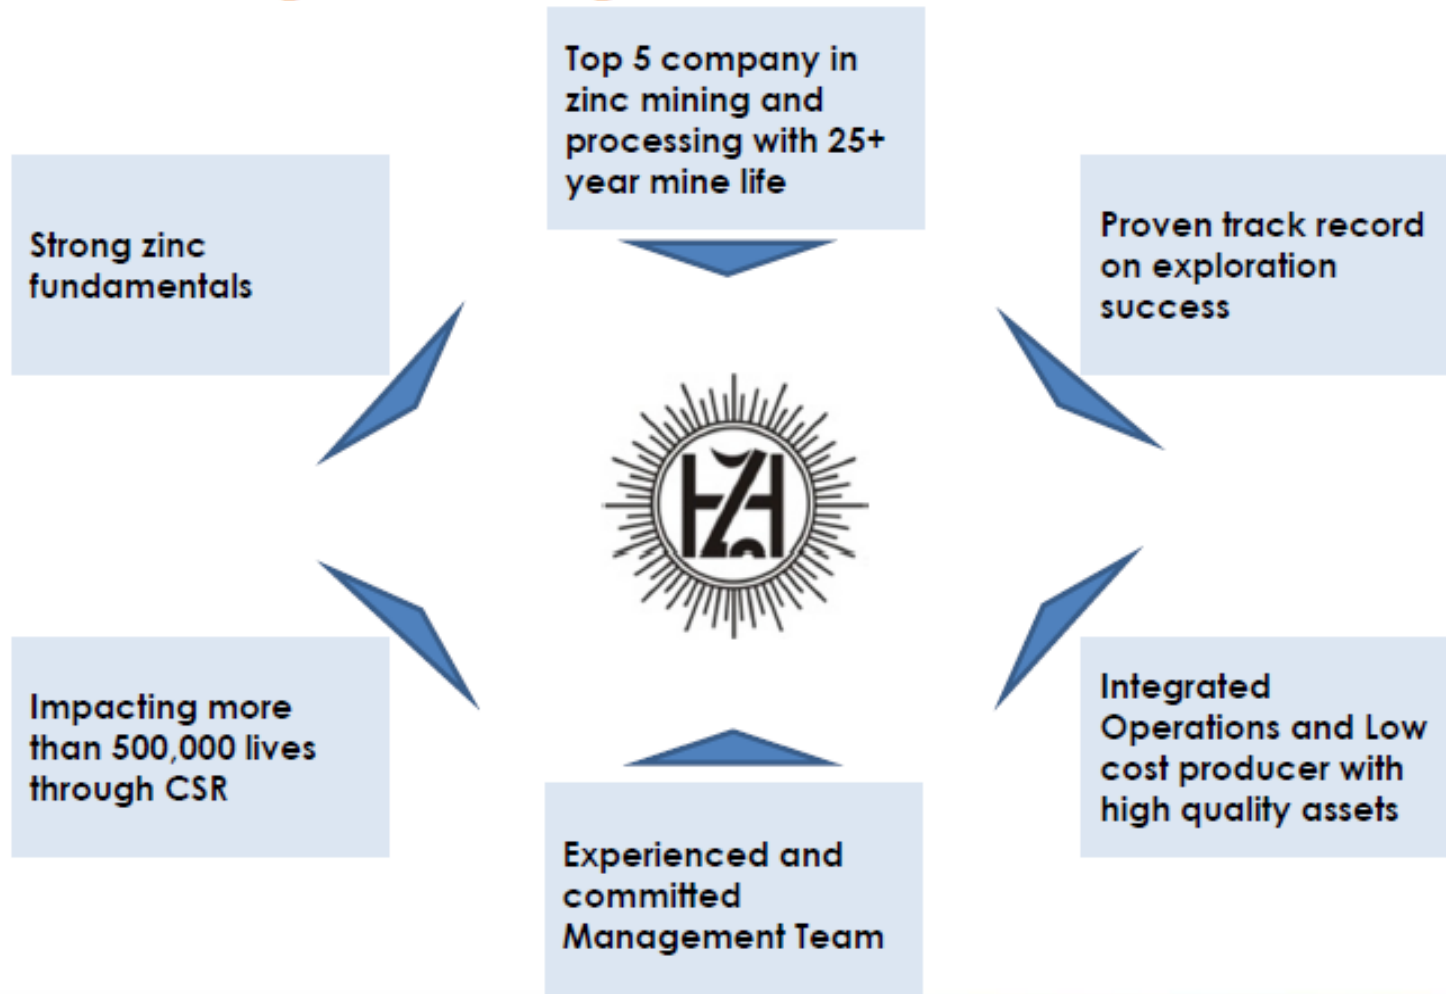 Top 5 company in
zinc mining and
processing with 25+
year mine life
Strong zinc
fundamentals
Proven track record
on exploration
success
Impacting more
than 500,000 lives
through CSR
Integrated
Operations and Low
cost producer with
high quality assets
Experienced and
committed
Management Team